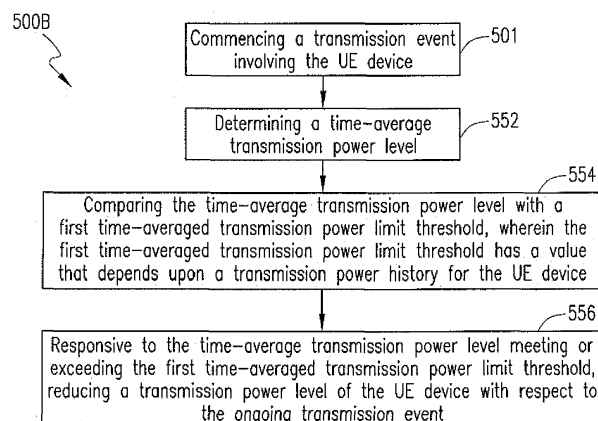 500B
Commencing a transmission event
involving the UE device
501
Determining a time-average
transmission power level
552
554
Comparing the time-average transmission power level with a
first time-averaged transmission power limit threshold, wherein the
first time-averaged transmission power limit threshold has a value
that depends upon a transmission power history for the UE device
556
Responsive to the time-average transmission power level meeting or
exceeding the first time-averaged transmission power limit threshold,
reducing a transmission power level of the UE device with respect to
the ongoing transmission event